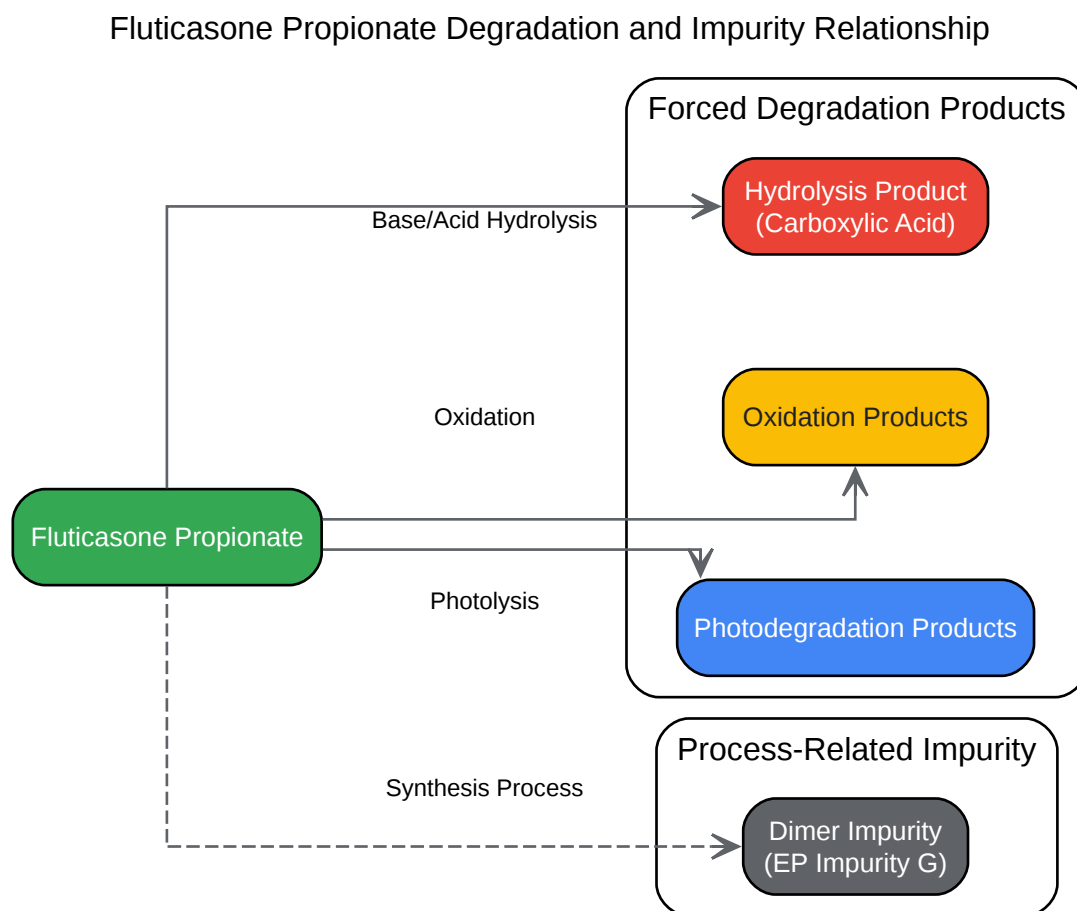 Fluticasone Propionate Degradation and Impurity Relationship
Forced Degradation Products
Hydrolysis Product
(Carboxylic Acid)
Base/Acid Hydrolysis
Oxidation
Oxidation Products
Fluticasone Propionate
Photolysis
Photodegradation Products
Process-Related Impurity
Synthesis Process
Dimer Impurity
(EP Impurity G)